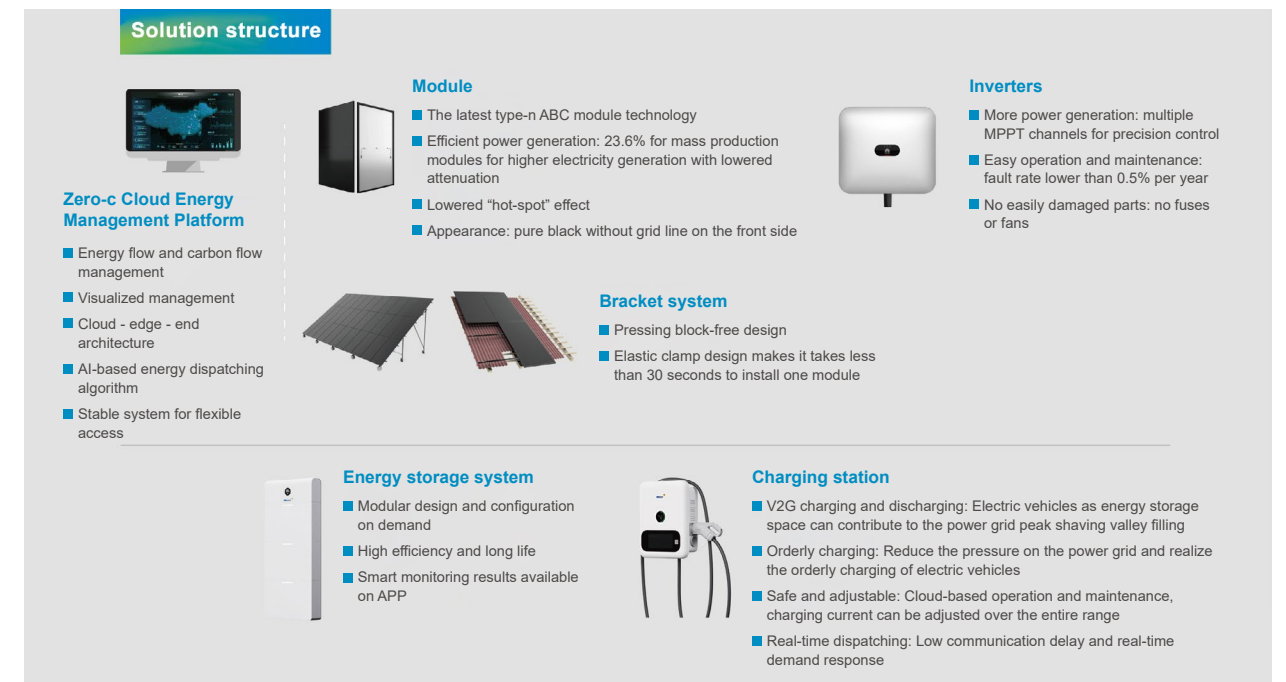 Solution structure
Zero-c Cloud Energy
Management Platform
Energy flow and carbon flow
management
Visualized management
Cloud - edge - end
architecture
AI-based energy dispatching
algorithm
Stable system for flexible
access
Module
The latest type-n ABC module technology
Efficient power generation: 23.6% for mass production
modules for higher electricity generation with lowered
attenuation
Lowered “hot-spot” effect
Appearance: pure black without grid line on the front side
Inverters
More power generation: multiple
MPPT channels for precision control
Easy operation and maintenance:
fault rate lower than 0.5% per year
No easily damaged parts: no fuses
or fans
Bracket system
Pressing block-free design
Elastic clamp design makes it takes less
than 30 seconds to install one module
Energy storage system
Modular design and configuration
on demand
High efficiency and long life
Smart monitoring results available
on APP
Charging station
V2G charging and discharging: Electric vehicles as energy storage
space can contribute to the power grid peak shaving valley filling
Orderly charging: Reduce the pressure on the power grid and realize
the orderly charging of electric vehicles
Safe and adjustable: Cloud-based operation and maintenance,
charging current can be adjusted over the entire range
Real-time dispatching: Low communication delay and real-time
demand response